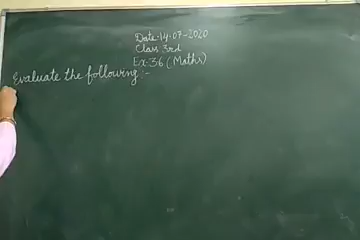 Date:-14-07-2020
Class 3rd
Ex:-36 (Maths)
Evaluate the following:-